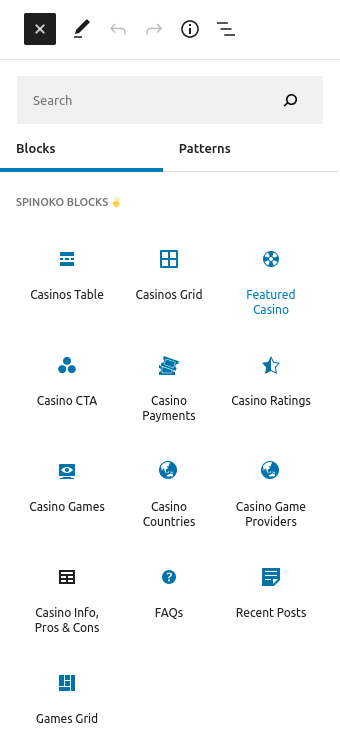 Search
Blocks Patterns
SPINOKO BLOCKS ✌️
Casinos Table Casinos Grid Featured
Casino
Casino CTA Casino Casino Ratings
Payments
Casino Games Casino Casino Game
Countries Providers
Casino Info, FAQs Recent Posts
Pros & Cons
Games Grid